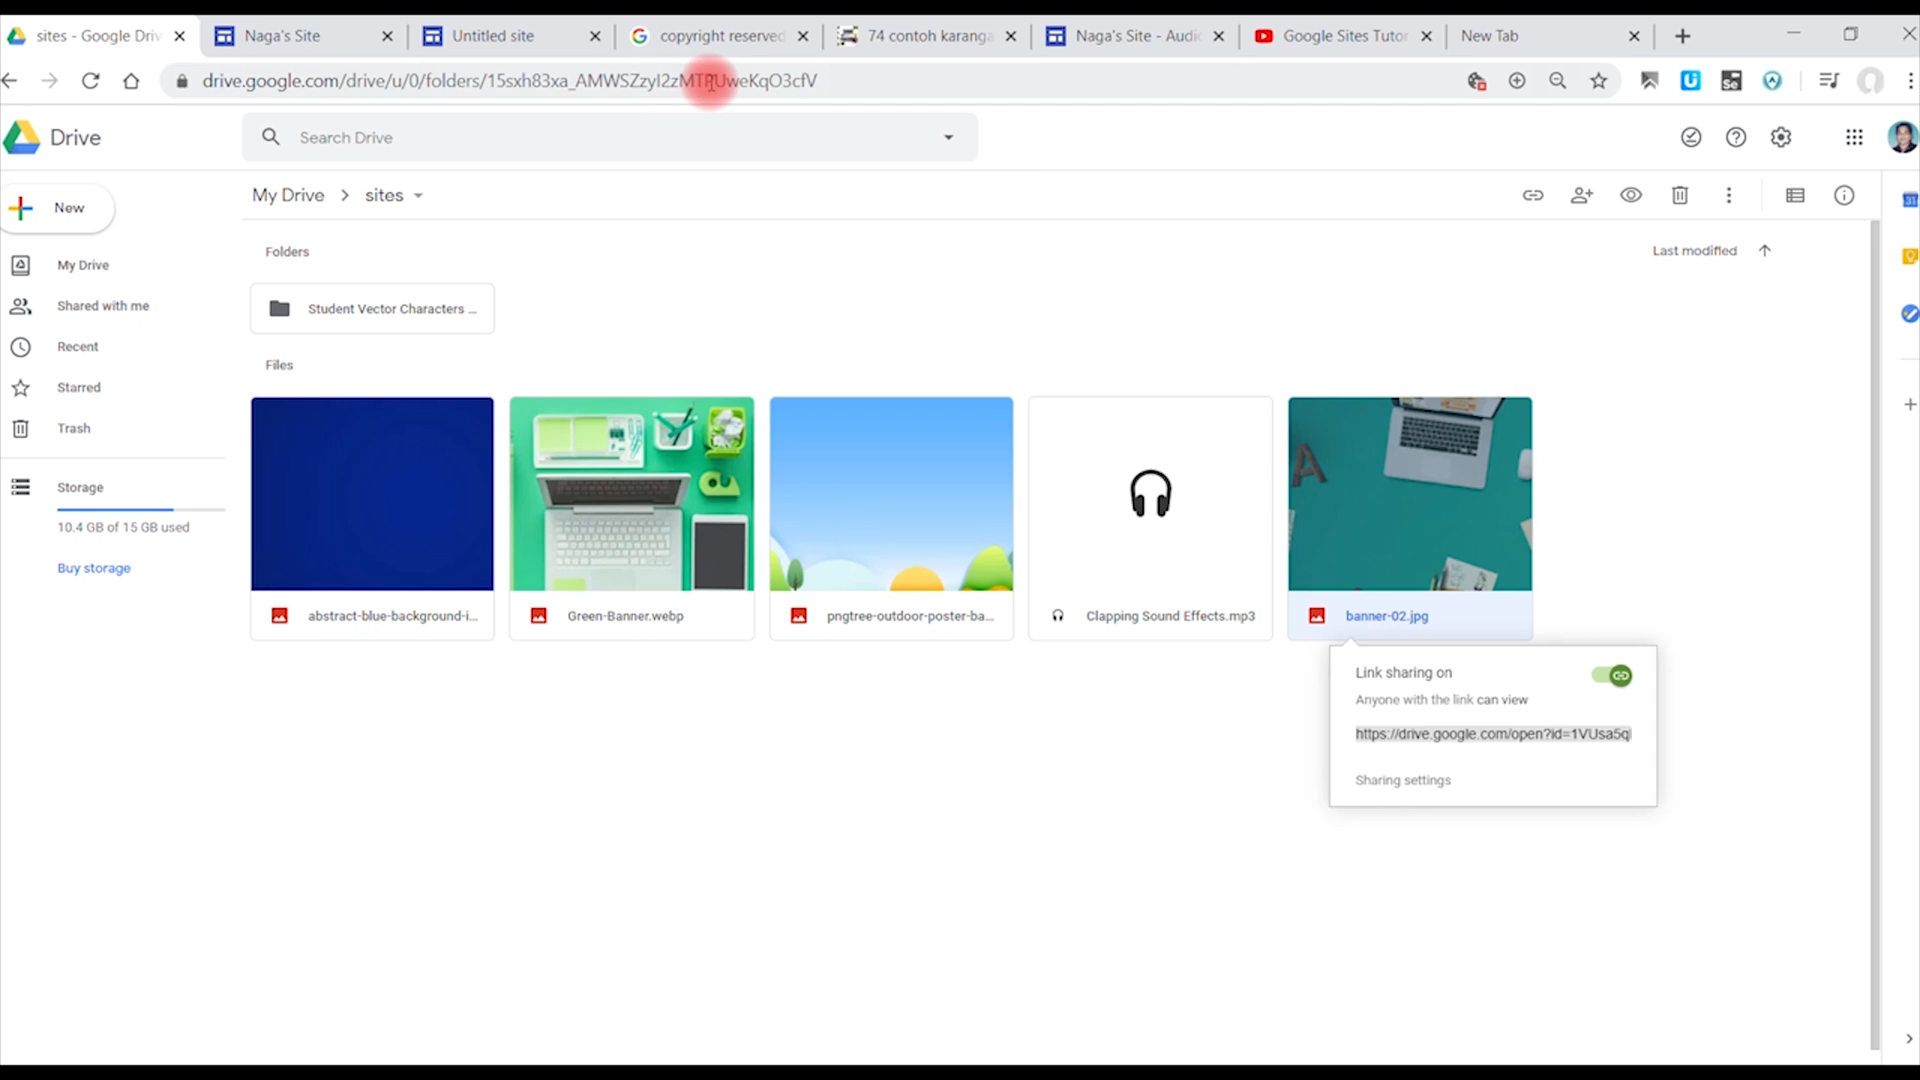 sites - Google Driv
Naga's Site
Untitled site
copyright reserved
74 contoh karanga
Naga's Site - Audio
Google Sites Tutor
New Tab
drive.google.com/drive/u/0/folders/15sxh83xa_AMWSZzyI2zMTPUweKqO3cfV
Se
Drive
Search Drive
My Drive > sites
31
New
My Drive
Shared with me
Recent
Starred
Trash
Storage
10.4 GB of 15 GB used
Buy storage
Folders
Last modified
Student Vector Characters ...
Files
A
abstract-blue-background-i...
Green-Banner.webp
pngtree-outdoor-poster-ba...
Clapping Sound Effects.mp3
banner-02.jpg
Link sharing on
Anyone with the link can view
https://drive.google.com/open?id=1VUsa5q
Sharing settings